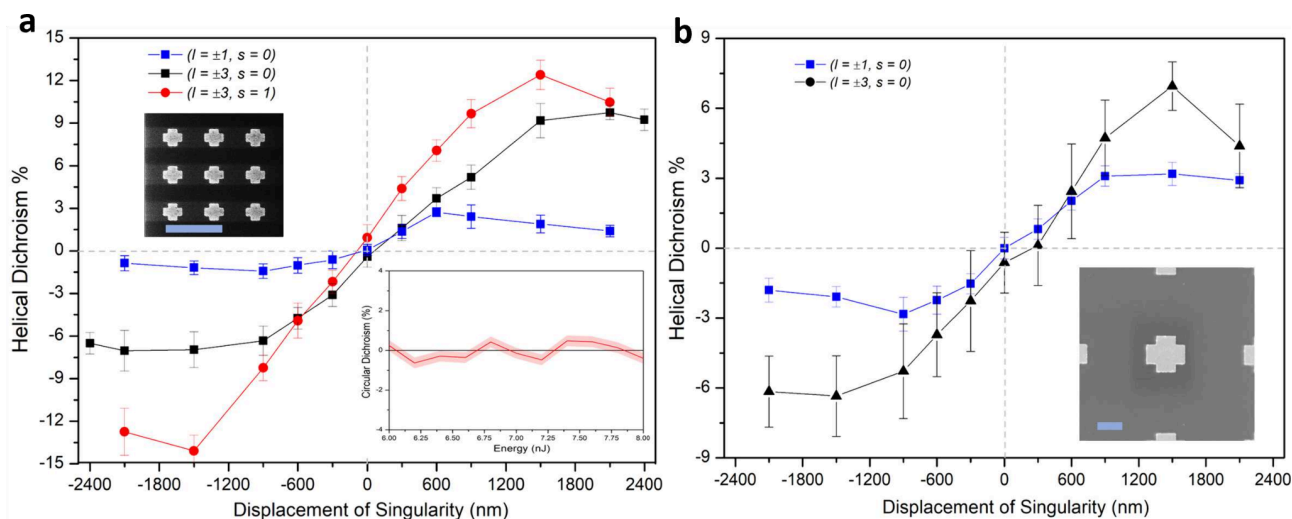 a
15
12
9
6
3
0
-3
-6
-9
-12
-15
Helical Dichroism %
(l = ±1, s = 0)
(l = ±3, s = 0)
(l = ±3, s = 1)
4
2
0
-2
-4
Circular Dichroism (%)
6.00 6.25 6.50 6.75 7.00 7.25 7.50 7.75 8.00
Energy (nJ)
-2400 -1800 -1200 -600 0 600 1200 1800 2400
Displacement of Singularity (nm)
b
9
6
3
0
-3
-6
-9
Helical Dichroism %
(l = ±1, s = 0)
(l = ±3, s = 0)
-2400 -1800 -1200 -600 0 600 1200 1800 2400
Displacement of Singularity (nm)